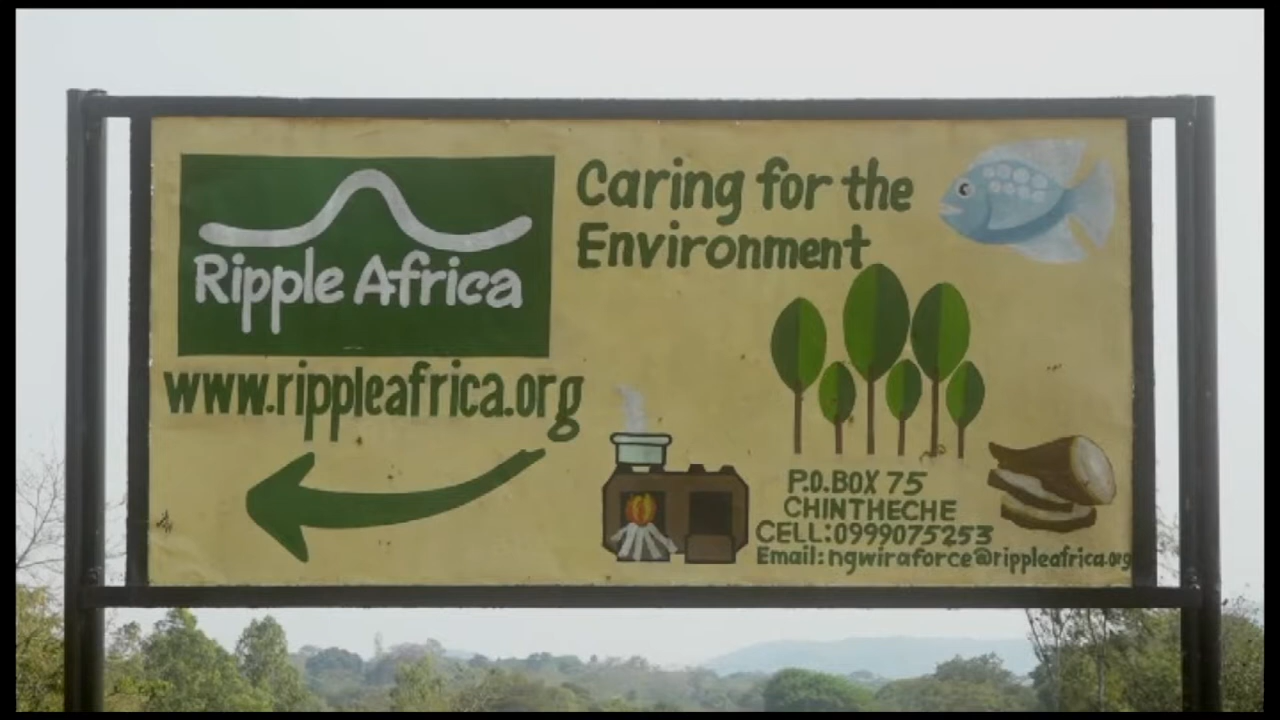 Ripple Africa
Caring for the
Environment
www.rippleafrica.org
P.O.BOX 75
CHINTHECHE
CELL:0999075253
Email:ngwiraforce@rippleafrica.org